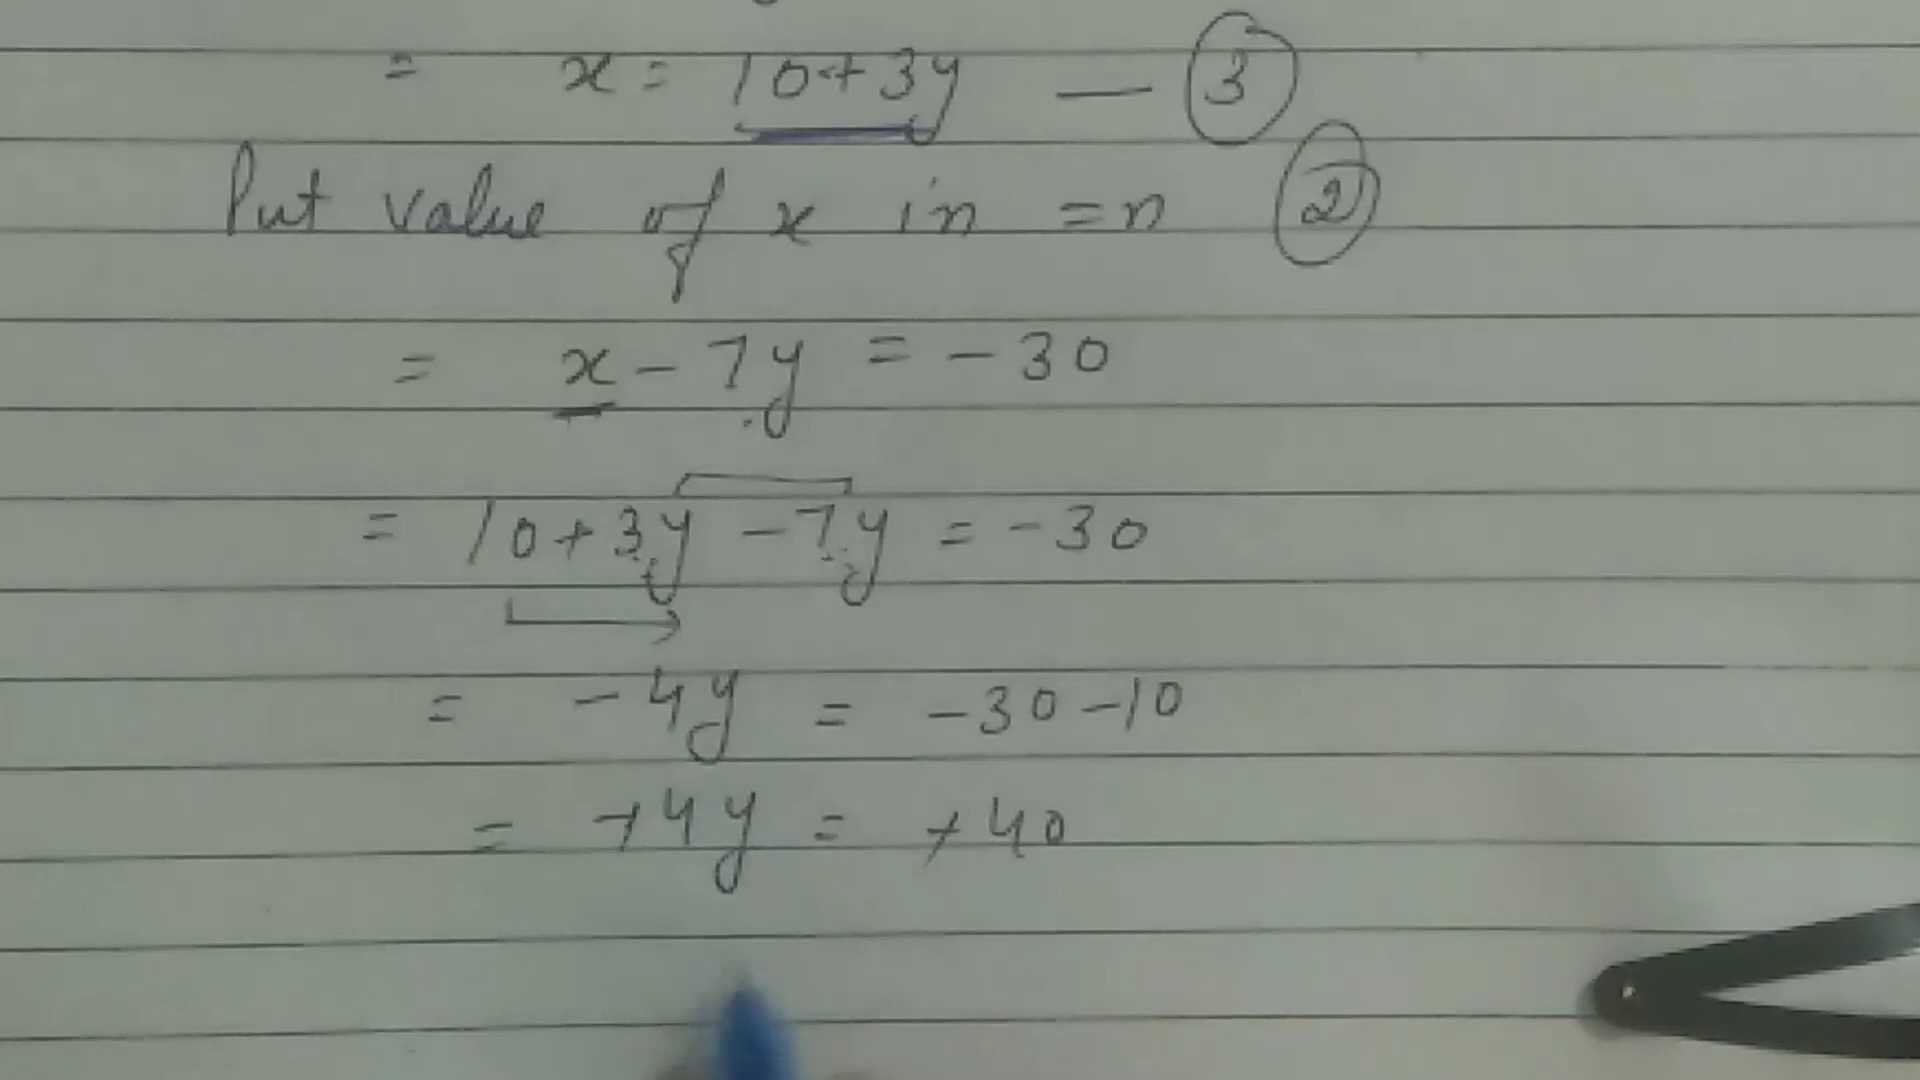 = x = 10+3y — 3
Put value of x in =n 2
= x - 7y = -30
= 10+3y -7y = -30
= -4y = -30-10
= +4y = +40